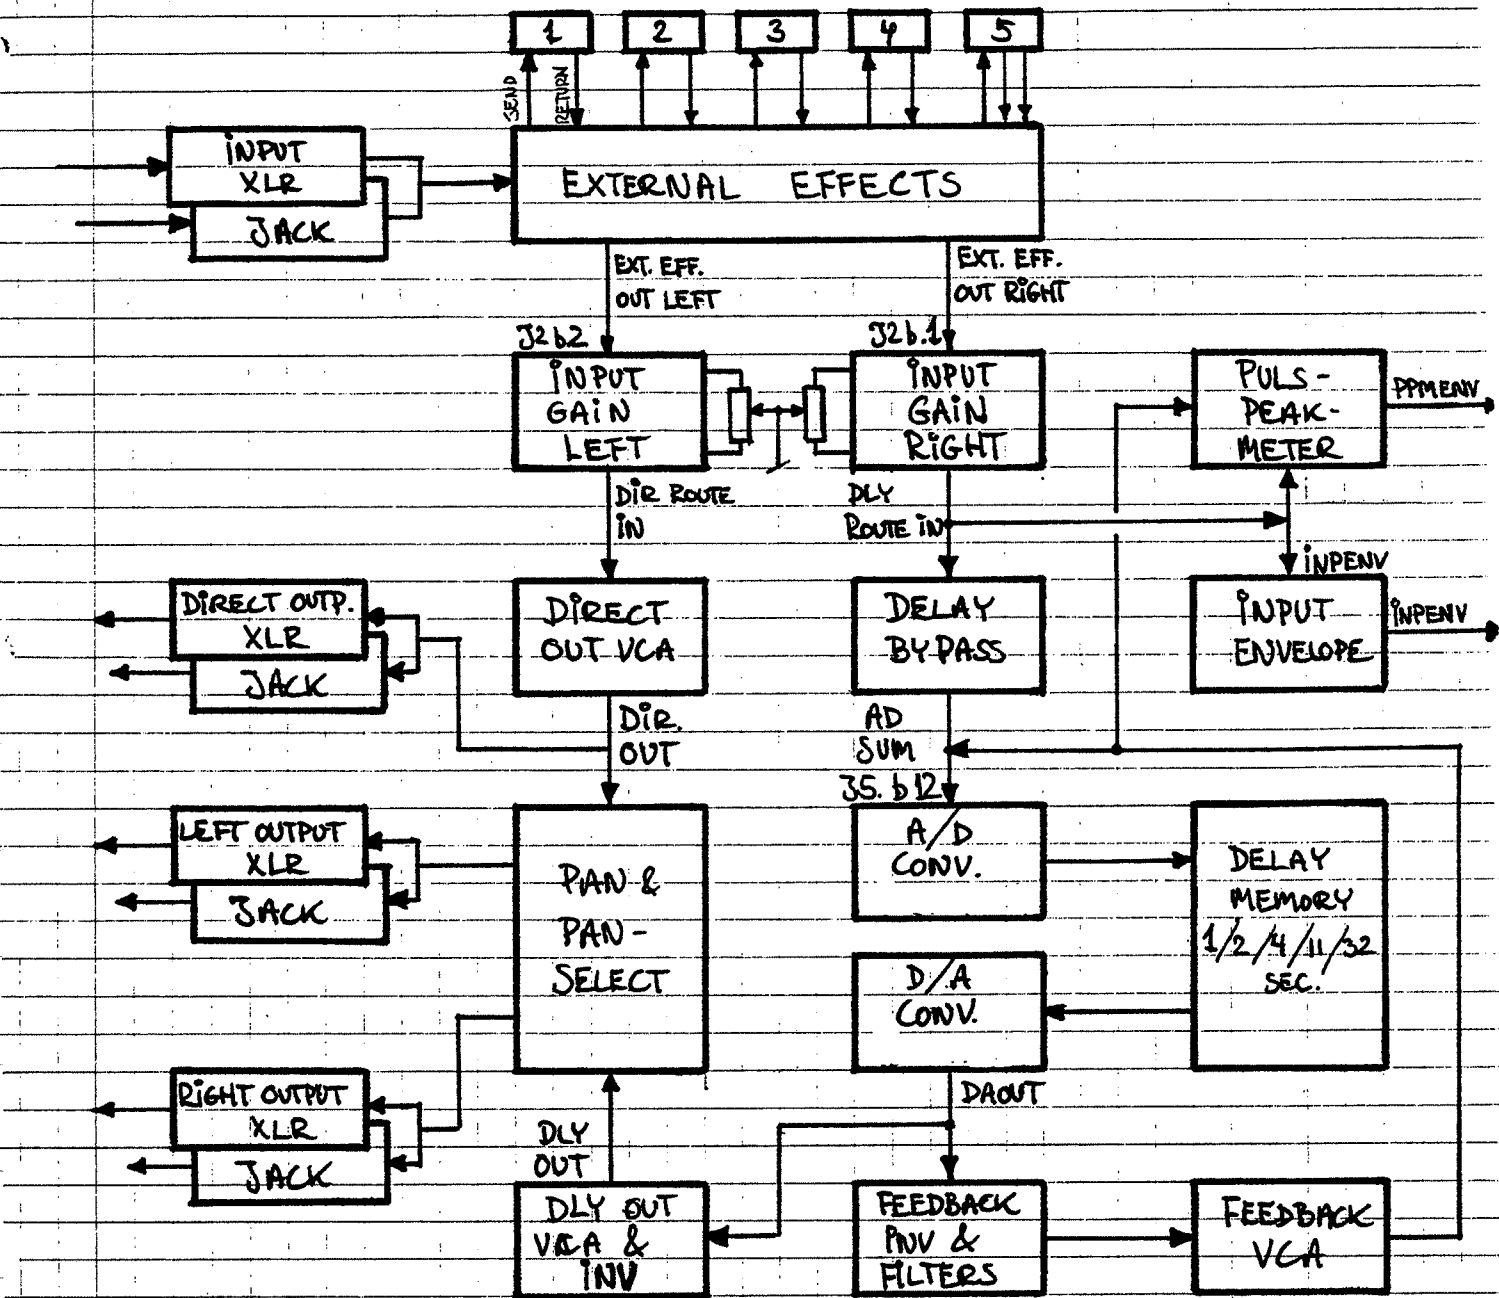 1 2 3 4 5
SEND RETURN
INPUT
XLR
JACK
EXTERNAL EFFECTS
EXT. EFF.
OUT LEFT
EXT. EFF.
OUT RIGHT
J2b2
J2b.1
INPUT
GAIN
LEFT
INPUT
GAIN
RIGHT
PULS-
PEAK-
METER
PPMENV
DIR ROUTE
IN
DLY
ROUTE IN
INPENV
DIRECT OUTP.
XLR
JACK
DIRECT
OUT VCA
DELAY
BYPASS
INPUT
ENVELOPE
INPENV
DIR.
OUT
AD
SUM
J5.b12
LEFT OUTPUT
XLR
JACK
PAN &
PAN-
SELECT
A/D
CONV.
DELAY
MEMORY
1/2/4/11/32
SEC.
D/A
CONV.
RIGHT OUTPUT
XLR
JACK
DAOUT
DLY
OUT
DLY OUT
VCA &
INV
FEEDBACK
INV &
FILTERS
FEEDBACK
VCA